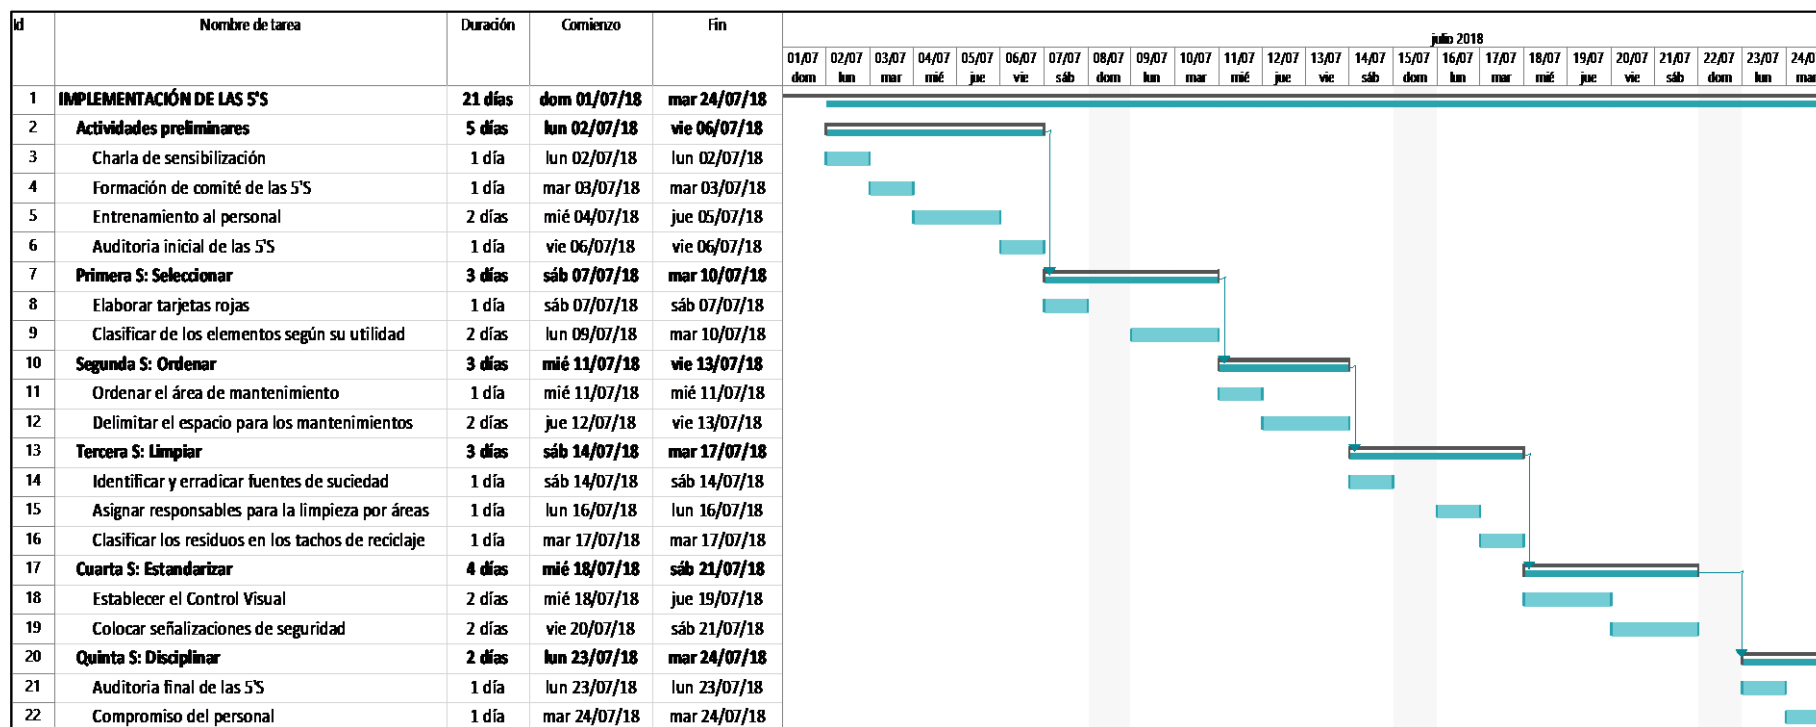 Id Nombre de tarea Duración Comienzo Fin
julio 2018
01/07 02/07 03/07 04/07 05/07 06/07 07/07 08/07 09/07 10/07 11/07 12/07 13/07 14/07 15/07 16/07 17/07 18/07 19/07 20/07 21/07 22/07 23/07 24/0
dom lun mar mié jue vie sáb dom lun mar mié jue vie sáb dom lun mar mié jue vie sáb dom lun mar
1 IMPLEMENTACIÓN DE LAS 5'S 21 días dom 01/07/18 mar 24/07/18
2 Actividades preliminares 5 días lun 02/07/18 vie 06/07/18
3 Charla de sensibilización 1 día lun 02/07/18 lun 02/07/18
4 Formación de comité de las 5'S 1 día mar 03/07/18 mar 03/07/18
5 Entrenamiento al personal 2 días mié 04/07/18 jue 05/07/18
6 Auditoria inicial de las 5'S 1 día vie 06/07/18 vie 06/07/18
7 Primera S: Seleccionar 3 días sáb 07/07/18 mar 10/07/18
8 Elaborar tarjetas rojas 1 día sáb 07/07/18 sáb 07/07/18
9 Clasificar de los elementos según su utilidad 2 días lun 09/07/18 mar 10/07/18
10 Segunda S: Ordenar 3 días mié 11/07/18 vie 13/07/18
11 Ordenar el área de mantenimiento 1 día mié 11/07/18 mié 11/07/18
12 Delimitar el espacio para los mantenimientos 2 días jue 12/07/18 vie 13/07/18
13 Tercera S: Limpiar 3 días sáb 14/07/18 mar 17/07/18
14 Identificar y erradicar fuentes de suciedad 1 día sáb 14/07/18 sáb 14/07/18
15 Asignar responsables para la limpieza por áreas 1 día lun 16/07/18 lun 16/07/18
16 Clasificar los residuos en los tachos de reciclaje 1 día mar 17/07/18 mar 17/07/18
17 Cuarta S: Estandarizar 4 días mié 18/07/18 sáb 21/07/18
18 Establecer el Control Visual 2 días mié 18/07/18 jue 19/07/18
19 Colocar señalizaciones de seguridad 2 días vie 20/07/18 sáb 21/07/18
20 Quinta S: Disciplinar 2 días lun 23/07/18 mar 24/07/18
21 Auditoria final de las 5'S 1 día lun 23/07/18 lun 23/07/18
22 Compromiso del personal 1 día mar 24/07/18 mar 24/07/18